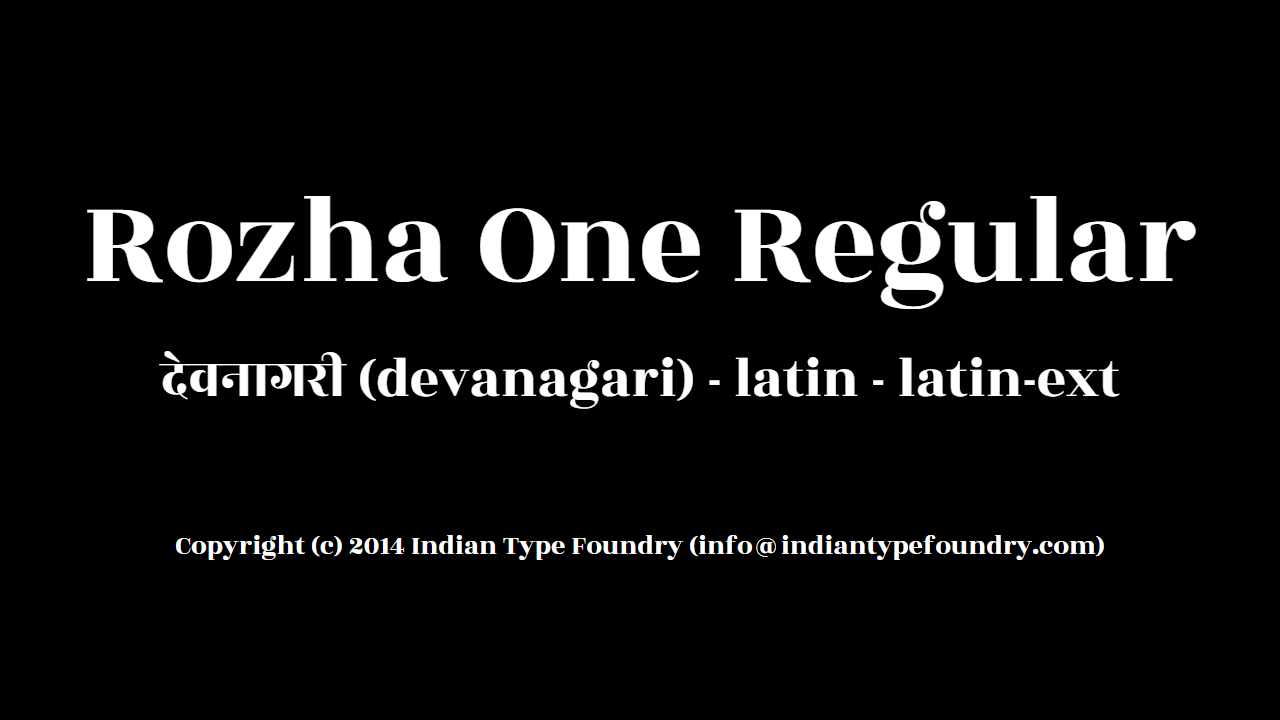 Rozha One Regular
देवनागरी (devanagari) - latin - latin-ext
Copyright (c) 2014 Indian Type Foundry (info@indiantypefoundry.com)